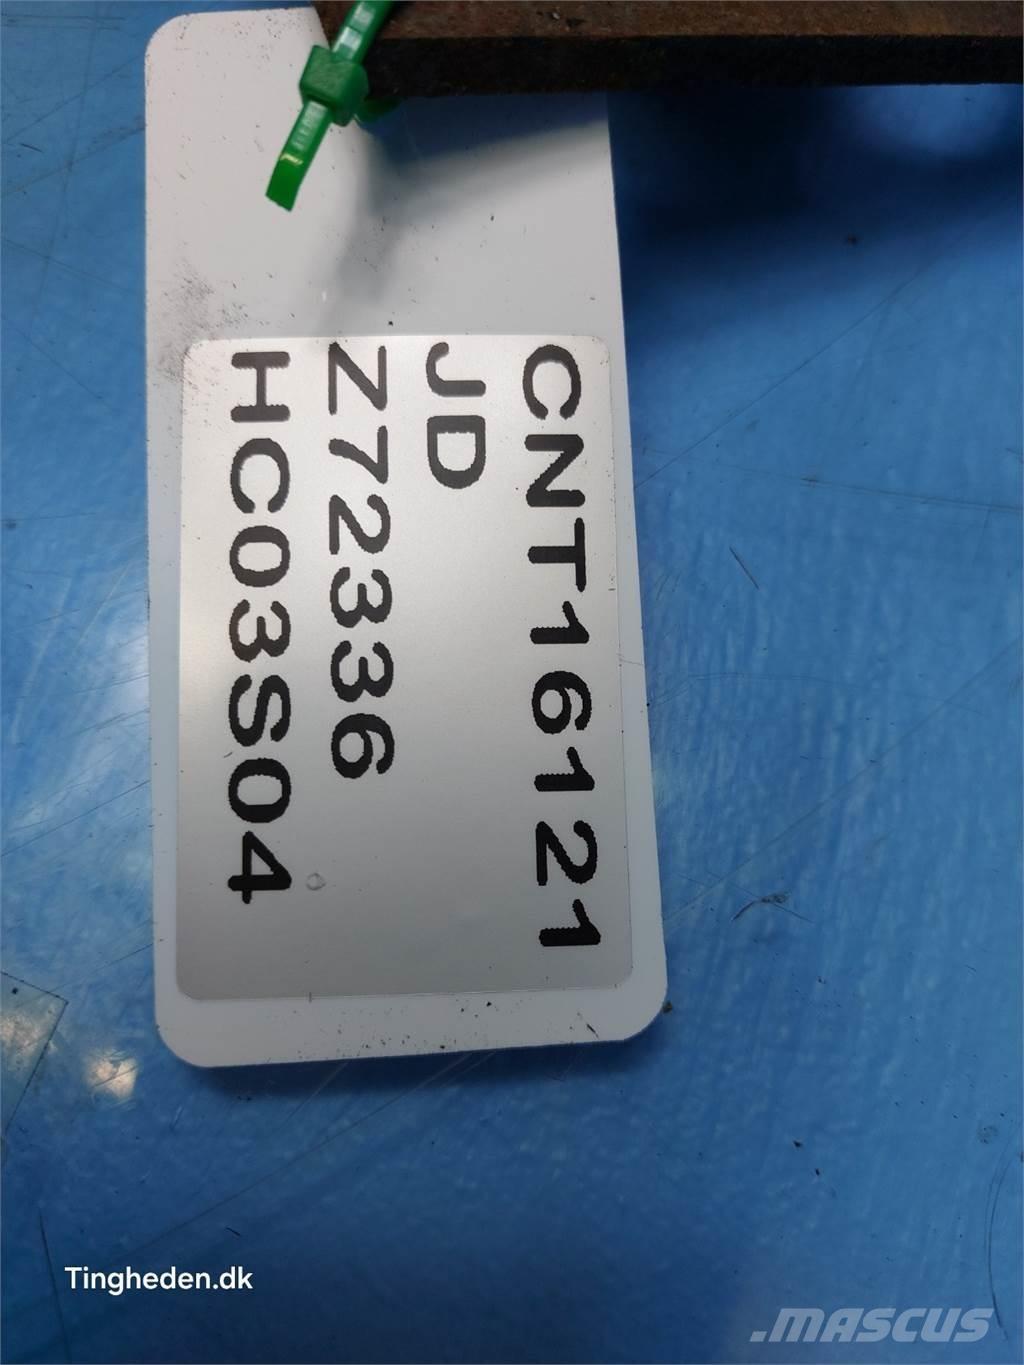 CNT16121
JD
Z72336
HC03S04
Tingheden.dk
.MASCUS